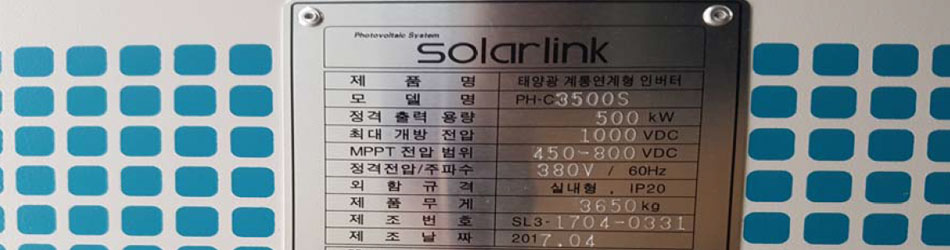 Photovoltaic System
solarlink
제 품 명 태양광 계통연계형 인버터
모 델 명 PH-C3500S
정격 출력 용량 500 kW
최대 개방 전압 1000 VDC
MPPT 전압 범위 450-800 VDC
정격전압/주파수 380V / 60Hz
외 함 규 격 실내형 , IP20
제 품 무 게 3650 kg
제 조 번 호 SL3-1704-0331
제 조 날 짜 2017.04